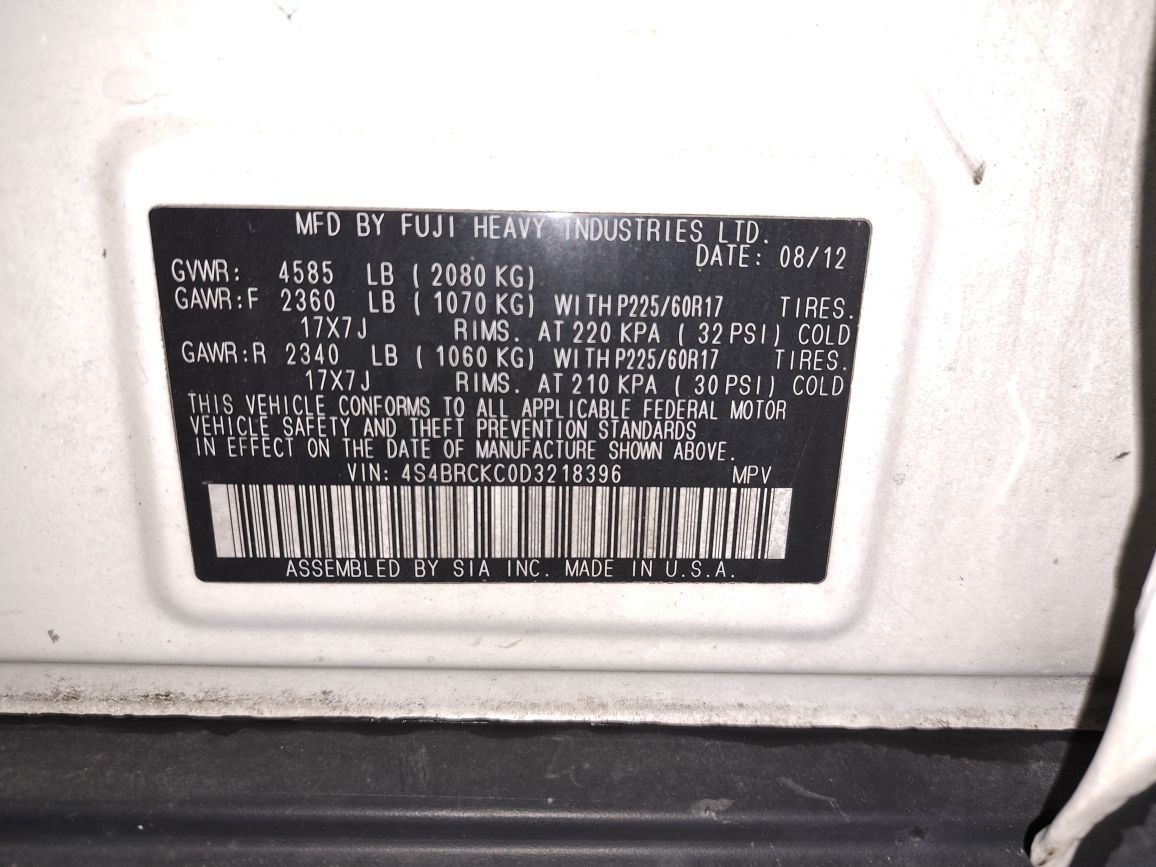 MFD BY FUJI HEAVY INDUSTRIES LTD.
DATE: 08/12
GVWR: 4585 LB (2080 KG)
GAWR:F 2360 LB (1070 KG) WITH P225/60R17 TIRES.
17X7J RIMS. AT 220 KPA (32 PSI) COLD
GAWR:R 2340 LB (1060 KG) WITH P225/60R17 TIRES.
17X7J RIMS. AT 210 KPA (30 PSI) COLD
THIS VEHICLE CONFORMS TO ALL APPLICABLE FEDERAL MOTOR
VEHICLE SAFETY AND THEFT PREVENTION STANDARDS
IN EFFECT ON THE DATE OF MANUFACTURE SHOWN ABOVE.
VIN: 4S4BRCKC0D3218396 MPV
ASSEMBLED BY SIA INC. MADE IN U.S.A.